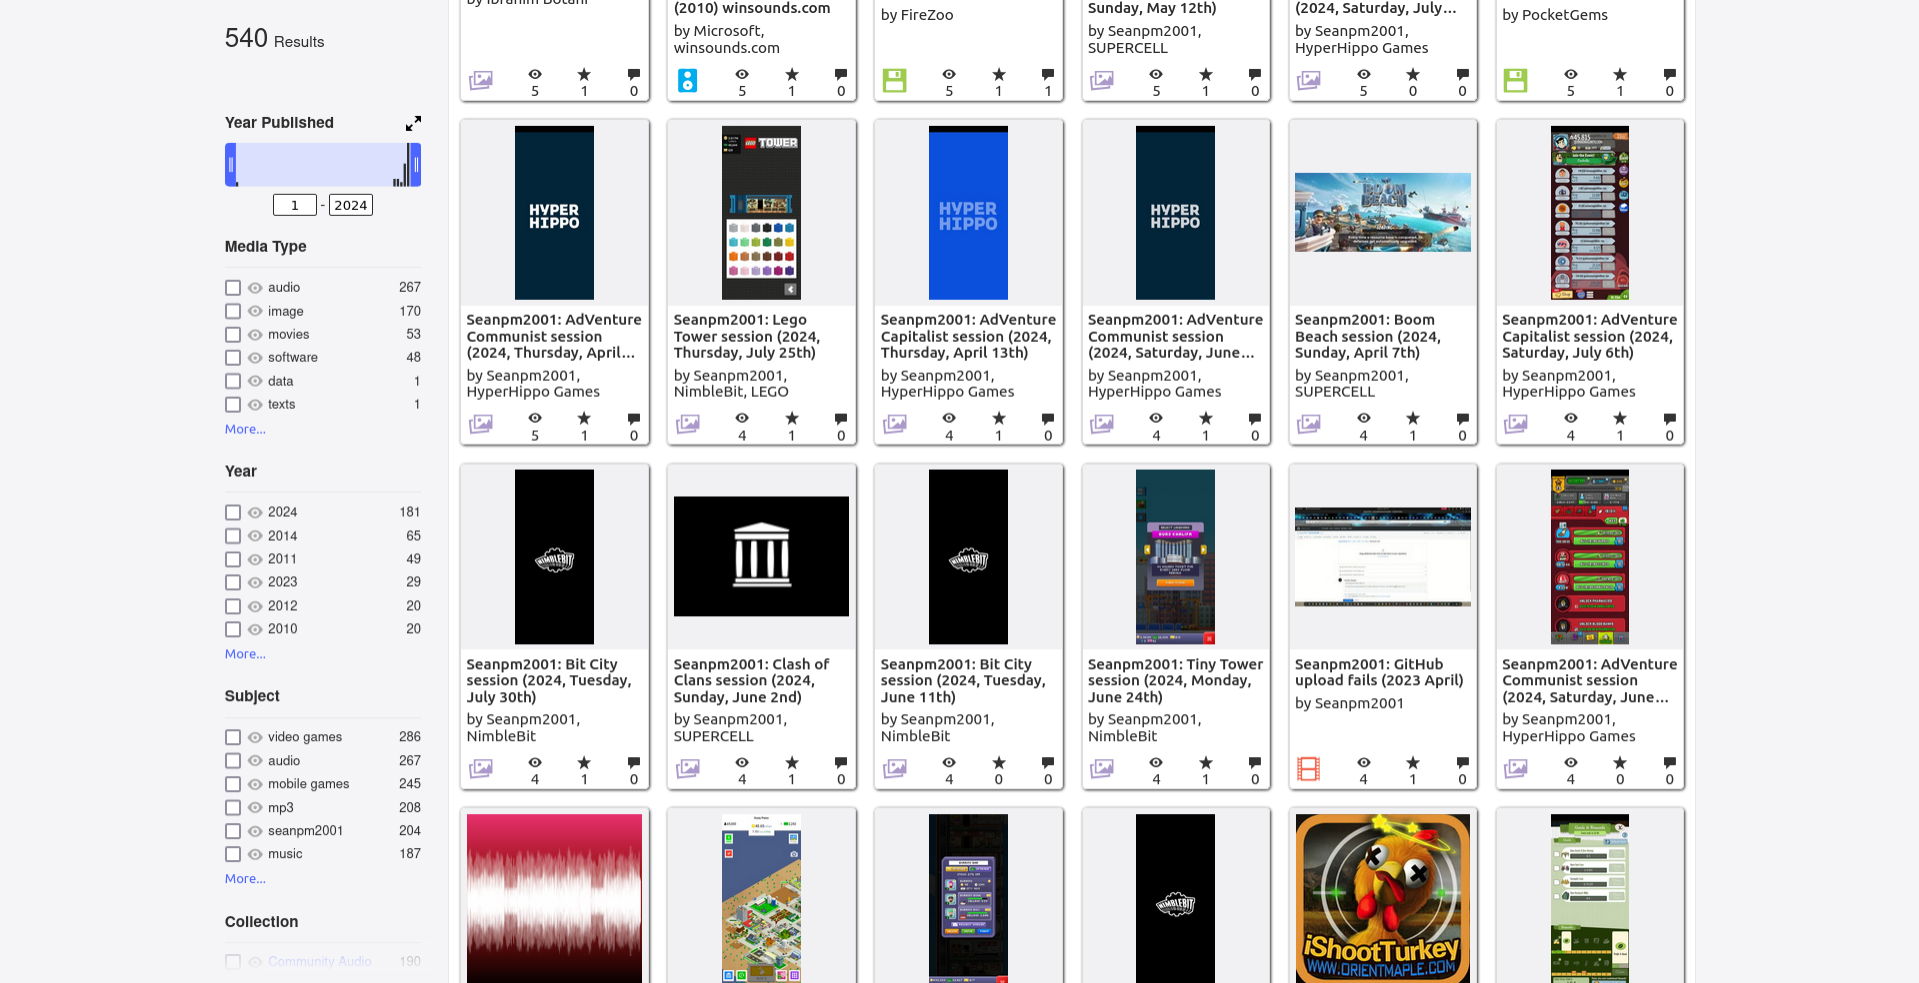 540 Results
Year Published
1 - 2024
Media Type
audio 267
image 170
movies 53
software 48
data 1
texts 1
More...
Year
2024 181
2014 65
2011 49
2023 29
2012 20
2010 20
More...
Subject
video games 286
audio 267
mobile games 245
mp3 208
seanpm2001 204
music 187
More...
Collection
Community Audio 190
by Ibrahim Botani
5 1 0
(2010) winsounds.com
by Microsoft,
winsounds.com
5 1 0
by FireZoo
5 1 1
Sunday, May 12th)
by Seanpm2001,
SUPERCELL
5 1 0
(2024, Saturday, July...
by Seanpm2001,
HyperHippo Games
5 0 0
by PocketGems
5 1 0
HYPER
HIPPO
Seanpm2001: AdVenture
Communist session
(2024, Thursday, April...
by Seanpm2001,
HyperHippo Games
5 1 0
LEGO TOWER
Seanpm2001: Lego
Tower session (2024,
Thursday, July 25th)
by Seanpm2001,
NimbleBit, LEGO
4 1 0
HYPER
HIPPO
Seanpm2001: AdVenture
Capitalist session (2024,
Thursday, April 13th)
by Seanpm2001,
HyperHippo Games
4 1 0
HYPER
HIPPO
Seanpm2001: AdVenture
Communist session
(2024, Saturday, June...
by Seanpm2001,
HyperHippo Games
4 1 0
BOOM
BEACH
Seanpm2001: Boom
Beach session (2024,
Sunday, April 7th)
by Seanpm2001,
SUPERCELL
4 1 0
Seanpm2001: AdVenture
Capitalist session (2024,
Saturday, July 6th)
by Seanpm2001,
HyperHippo Games
4 1 0
NIMBLEBIT
Seanpm2001: Bit City
session (2024, Tuesday,
July 30th)
by Seanpm2001,
NimbleBit
4 1 0
Seanpm2001: Clash of
Clans session (2024,
Sunday, June 2nd)
by Seanpm2001,
SUPERCELL
4 1 0
NIMBLEBIT
Seanpm2001: Bit City
session (2024, Tuesday,
June 11th)
by Seanpm2001,
NimbleBit
4 0 0
Seanpm2001: Tiny Tower
session (2024, Monday,
June 24th)
by Seanpm2001,
NimbleBit
4 1 0
Seanpm2001: GitHub
upload fails (2023 April)
by Seanpm2001
4 1 0
Seanpm2001: AdVenture
Communist session
(2024, Saturday, June...
by Seanpm2001,
HyperHippo Games
4 0 0
NIMBLEBIT
iShootTurkey
WWW.ORIENTMAPLE.COM